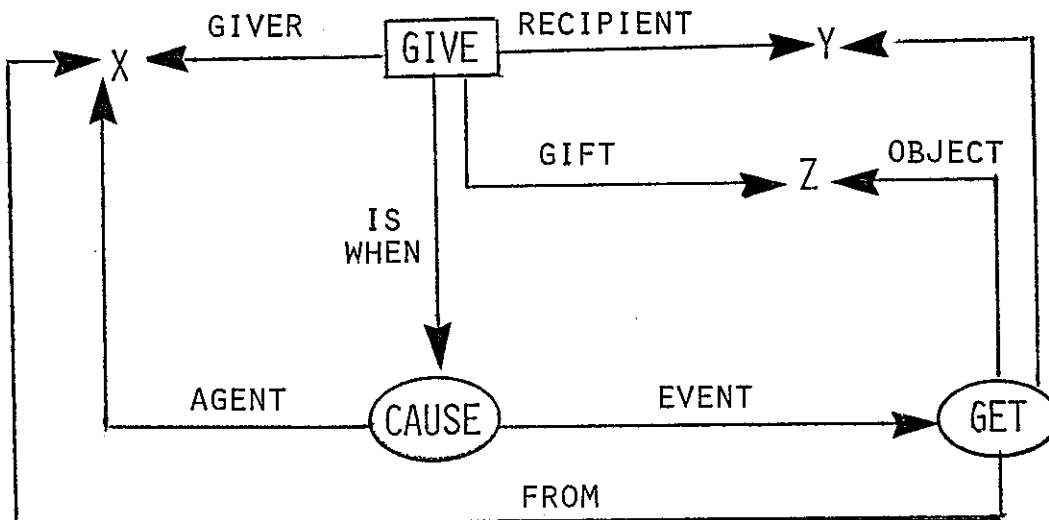 GIVER
GIVE
RECIPIENT
X
Y
GIFT
Z
OBJECT
IS
WHEN
AGENT
CAUSE
EVENT
GET
FROM